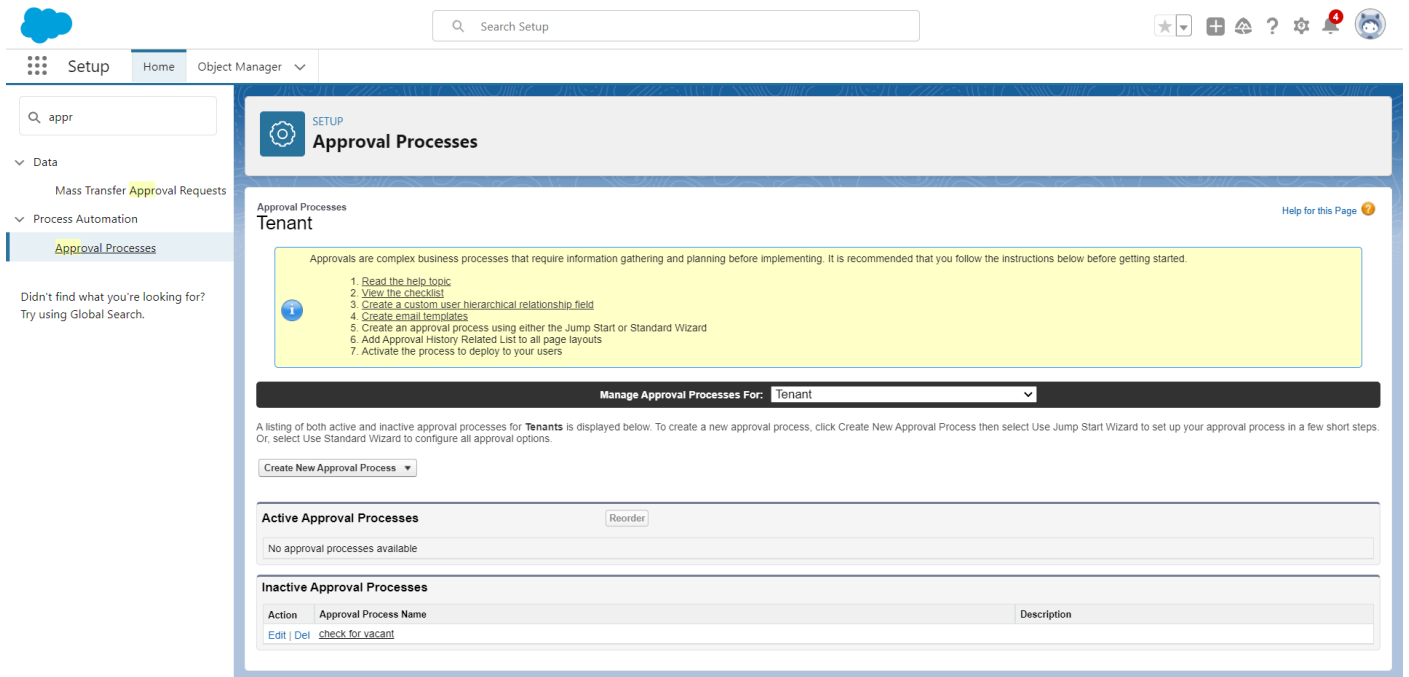 Search Setup
4
Setup
Home
Object Manager
appr
Data
Mass Transfer Approval Requests
Process Automation
Approval Processes
Didn't find what you're looking for?
Try using Global Search.
SETUP
Approval Processes
Approval Processes
Tenant
Help for this Page
Approvals are complex business processes that require information gathering and planning before implementing. It is recommended that you follow the instructions below before getting started.
1. Read the help topic
2. View the checklist
3. Create a custom user hierarchical relationship field
4. Create email templates
5. Create an approval process using either the Jump Start or Standard Wizard
6. Add Approval History Related List to all page layouts
7. Activate the process to deploy to your users
Manage Approval Processes For: Tenant
A listing of both active and inactive approval processes for Tenants is displayed below. To create a new approval process, click Create New Approval Process then select Use Jump Start Wizard to set up your approval process in a few short steps.
Or, select Use Standard Wizard to configure all approval options.
Create New Approval Process
Active Approval Processes Reorder
No approval processes available
Inactive Approval Processes
Action Approval Process Name Description
Edit | Del check for vacant